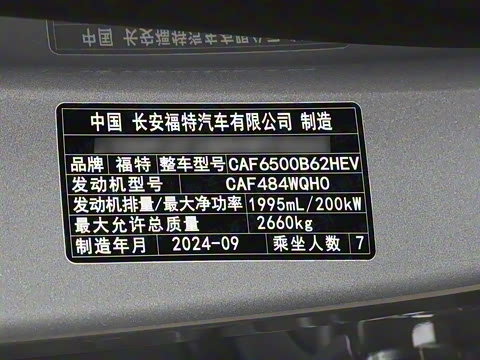 中国 长安福特汽车有限公司 制造
品牌 福特 整车型号 CAF6500B62HEV
发动机型号 CAF484WQH0
发动机排量/最大净功率 1995mL/200kW
最大允许总质量 2660kg
制造年月 2024-09 乘坐人数 7